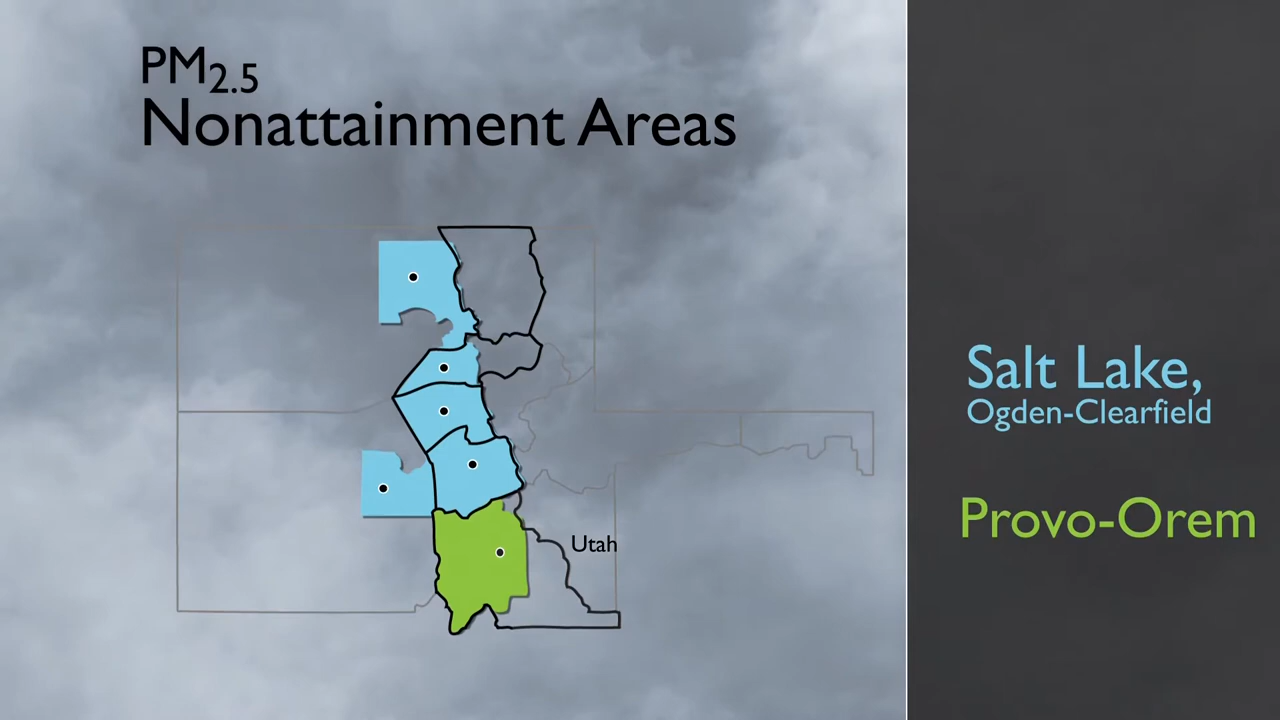 PM2.5
Nonattainment Areas
Salt Lake,
Ogden-Clearfield
Provo-Orem
Utah